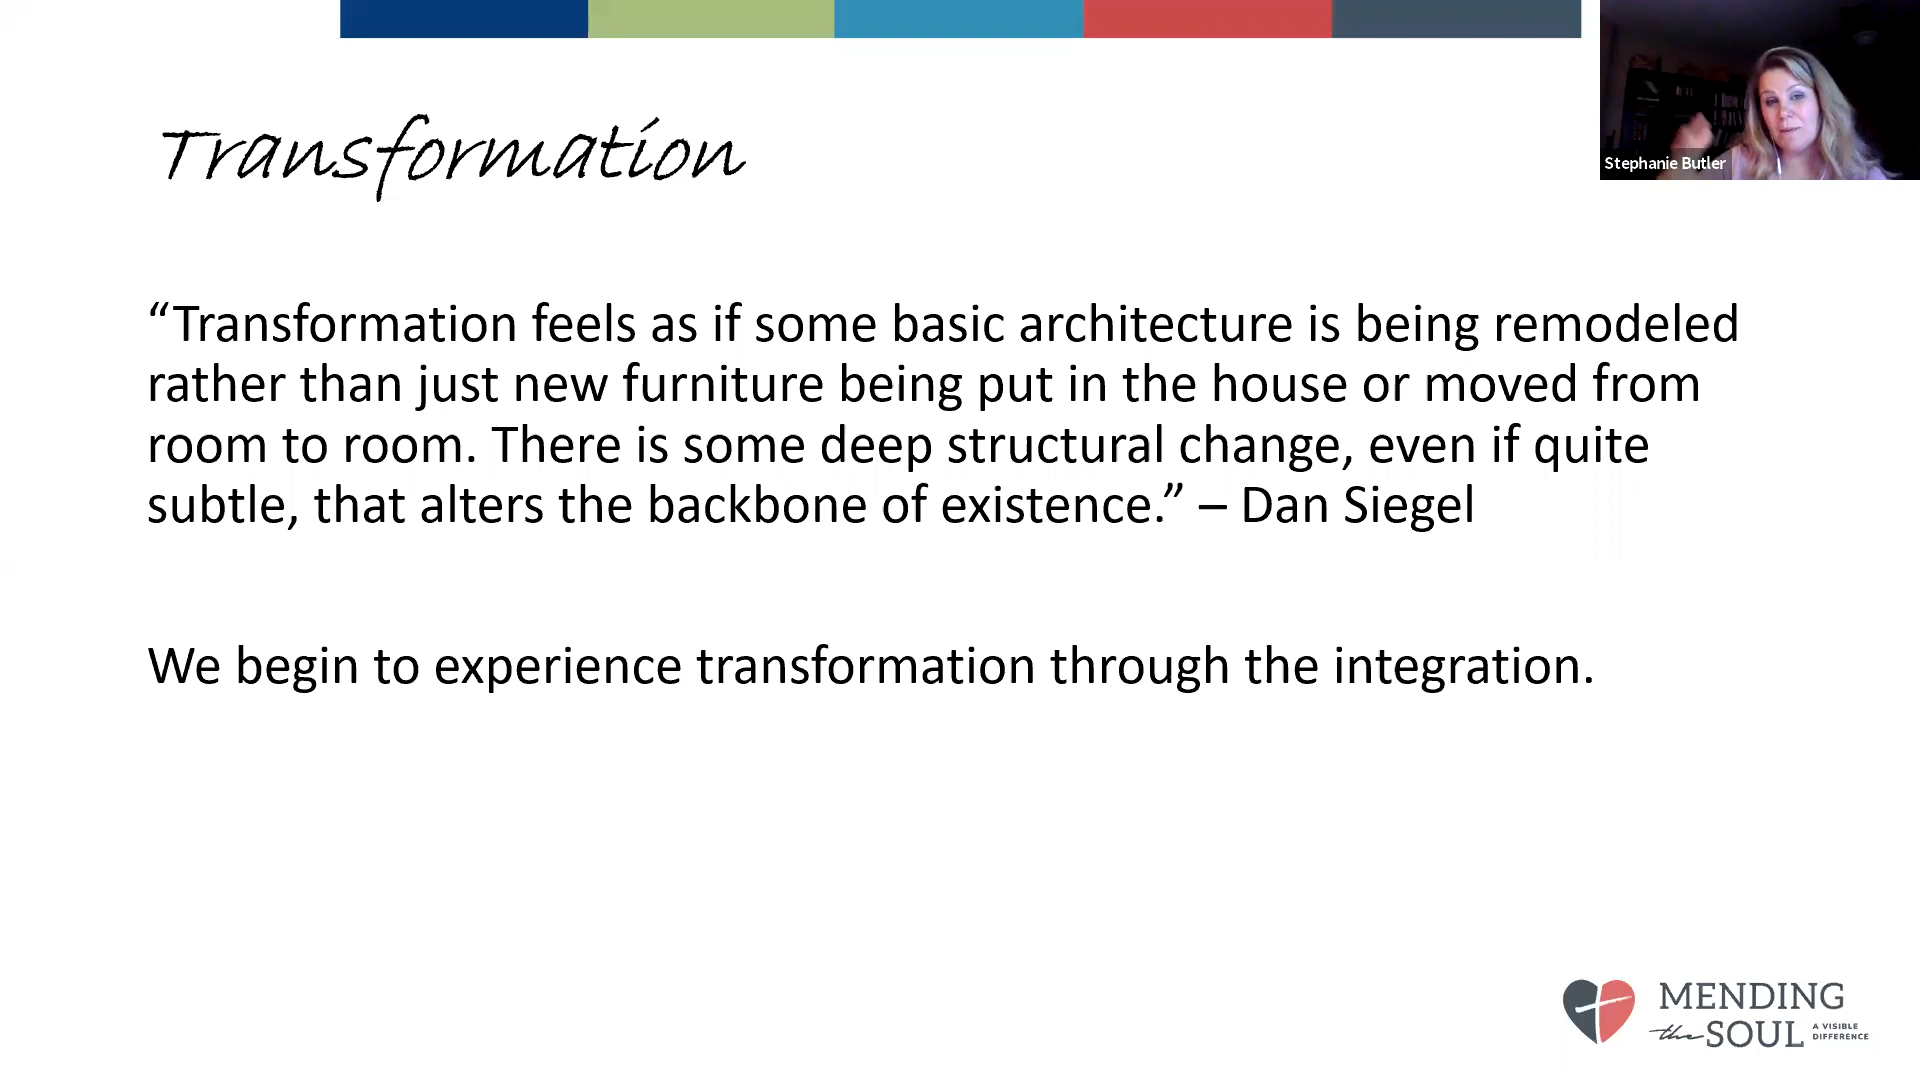 Stephanie Butler
Transformation
“Transformation feels as if some basic architecture is being remodeled
rather than just new furniture being put in the house or moved from
room to room. There is some deep structural change, even if quite
subtle, that alters the backbone of existence.” – Dan Siegel
We begin to experience transformation through the integration.
MENDING
the SOUL
A VISIBLE
DIFFERENCE